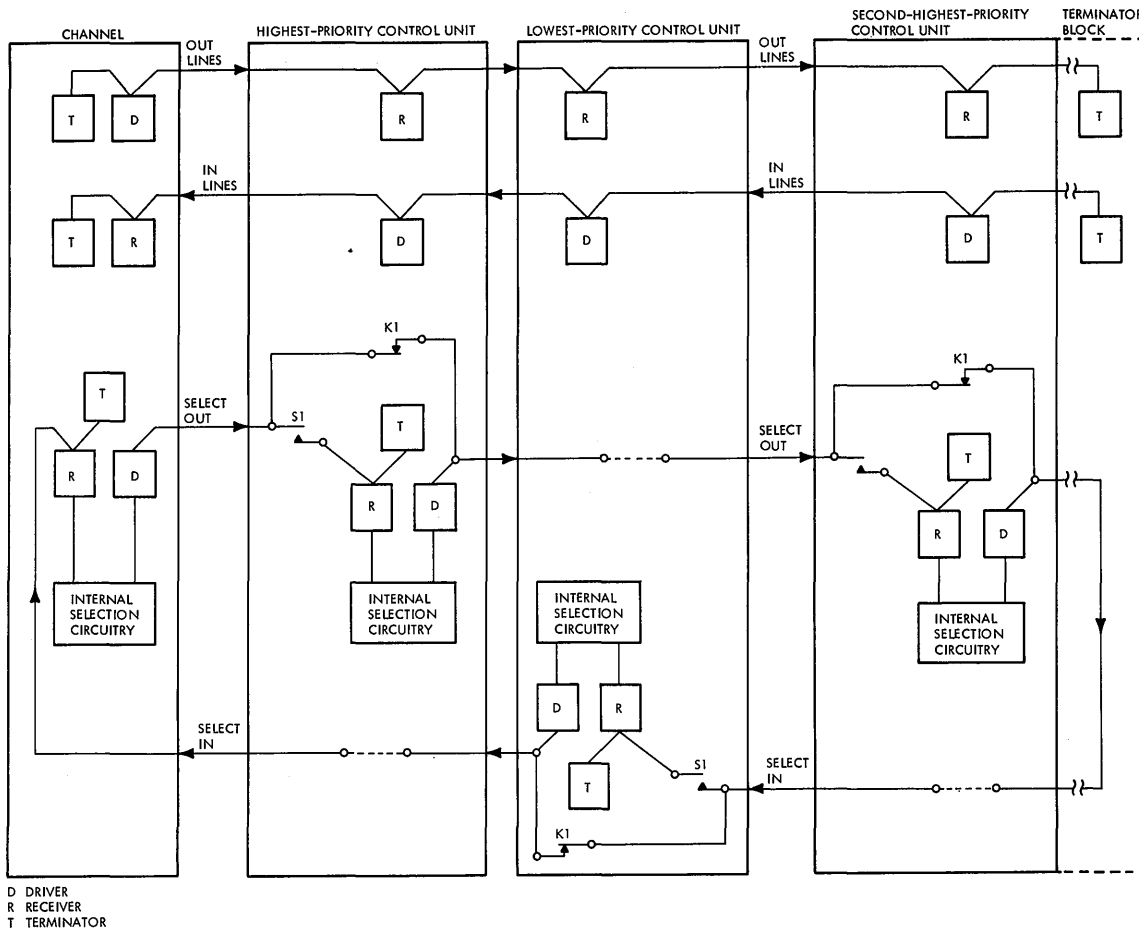 CHANNEL
HIGHEST-PRIORITY CONTROL UNIT
LOWEST-PRIORITY CONTROL UNIT
SECOND-HIGHEST-PRIORITY
CONTROL UNIT
TERMINATOR
BLOCK
OUT
LINES
OUT
LINES
T
D
R
R
R
T
IN
LINES
IN
LINES
T
R
D
D
D
T
K1
K1
T
SELECT
OUT
S1
T
SELECT
OUT
T
R
D
R
D
R
D
INTERNAL
SELECTION
CIRCUITRY
INTERNAL
SELECTION
CIRCUITRY
INTERNAL
SELECTION
CIRCUITRY
INTERNAL
SELECTION
CIRCUITRY
D
R
SELECT
IN
T
S1
SELECT
IN
K1
D DRIVER
R RECEIVER
T TERMINATOR